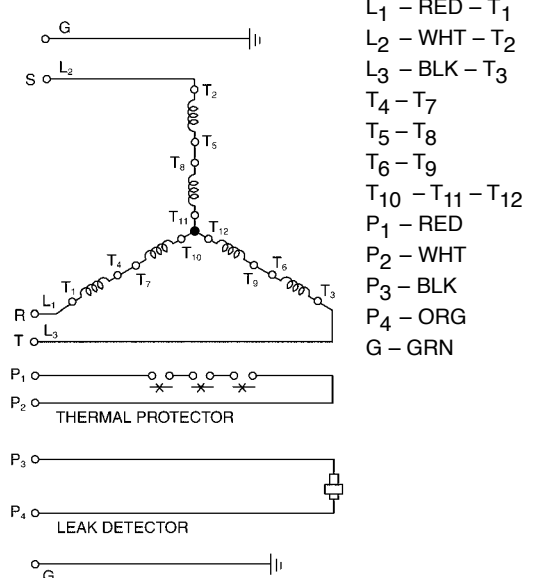 G
S L₂
T₂
T₅
T₈
T₁₁ T₁₂
T₁₀
T₄ T₇
T₁
T₆
T₉
T₃
R L₁
T L₃
P₁
P₂
THERMAL PROTECTOR
P₃
P₄
LEAK DETECTOR
G
L₁ – RED – T₁
L₂ – WHT – T₂
L₃ – BLK – T₃
T₄ – T₇
T₅ – T₈
T₆ – T₉
T₁₀ – T₁₁ – T₁₂
P₁ – RED
P₂ – WHT
P₃ – BLK
P₄ – ORG
G – GRN